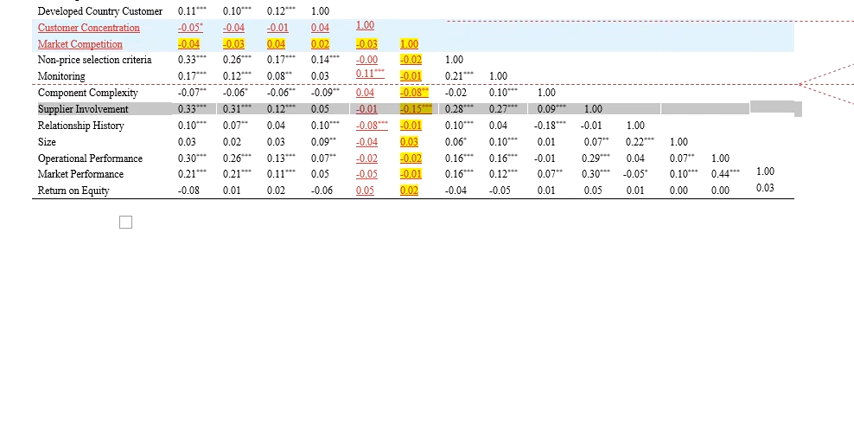 Developed Country Customer 0.11*** 0.10*** 0.12*** 1.00
Customer Concentration -0.05* -0.04 -0.01 0.04 1.00
Market Competition -0.04 -0.03 0.04 0.02 -0.03 1.00
Non-price selection criteria 0.33*** 0.26*** 0.17*** 0.14*** -0.00 -0.02 1.00
Monitoring 0.17*** 0.12*** 0.08** 0.03 0.11*** -0.01 0.21*** 1.00
Component Complexity -0.07** -0.06* -0.06** -0.09** 0.04 -0.08** -0.02 0.10*** 1.00
Supplier Involvement 0.33*** 0.31*** 0.12*** 0.05 -0.01 -0.15*** 0.28*** 0.27*** 0.09*** 1.00
Relationship History 0.10*** 0.07** 0.04 0.10*** -0.08*** -0.01 0.10*** 0.04 -0.18*** -0.01 1.00
Size 0.03 0.02 0.03 0.09** -0.04 0.03 0.06* 0.10*** 0.01 0.07** 0.22*** 1.00
Operational Performance 0.30*** 0.26*** 0.13*** 0.07** -0.02 -0.02 0.16*** 0.16*** -0.01 0.29*** 0.04 0.07** 1.00
Market Performance 0.21*** 0.21*** 0.11*** 0.05 -0.05 -0.01 0.16*** 0.12*** 0.07** 0.30*** -0.05* 0.10*** 0.44*** 1.00
Return on Equity -0.08 0.01 0.02 -0.06 0.05 0.02 -0.04 -0.05 0.01 0.05 0.01 0.00 0.00 0.03